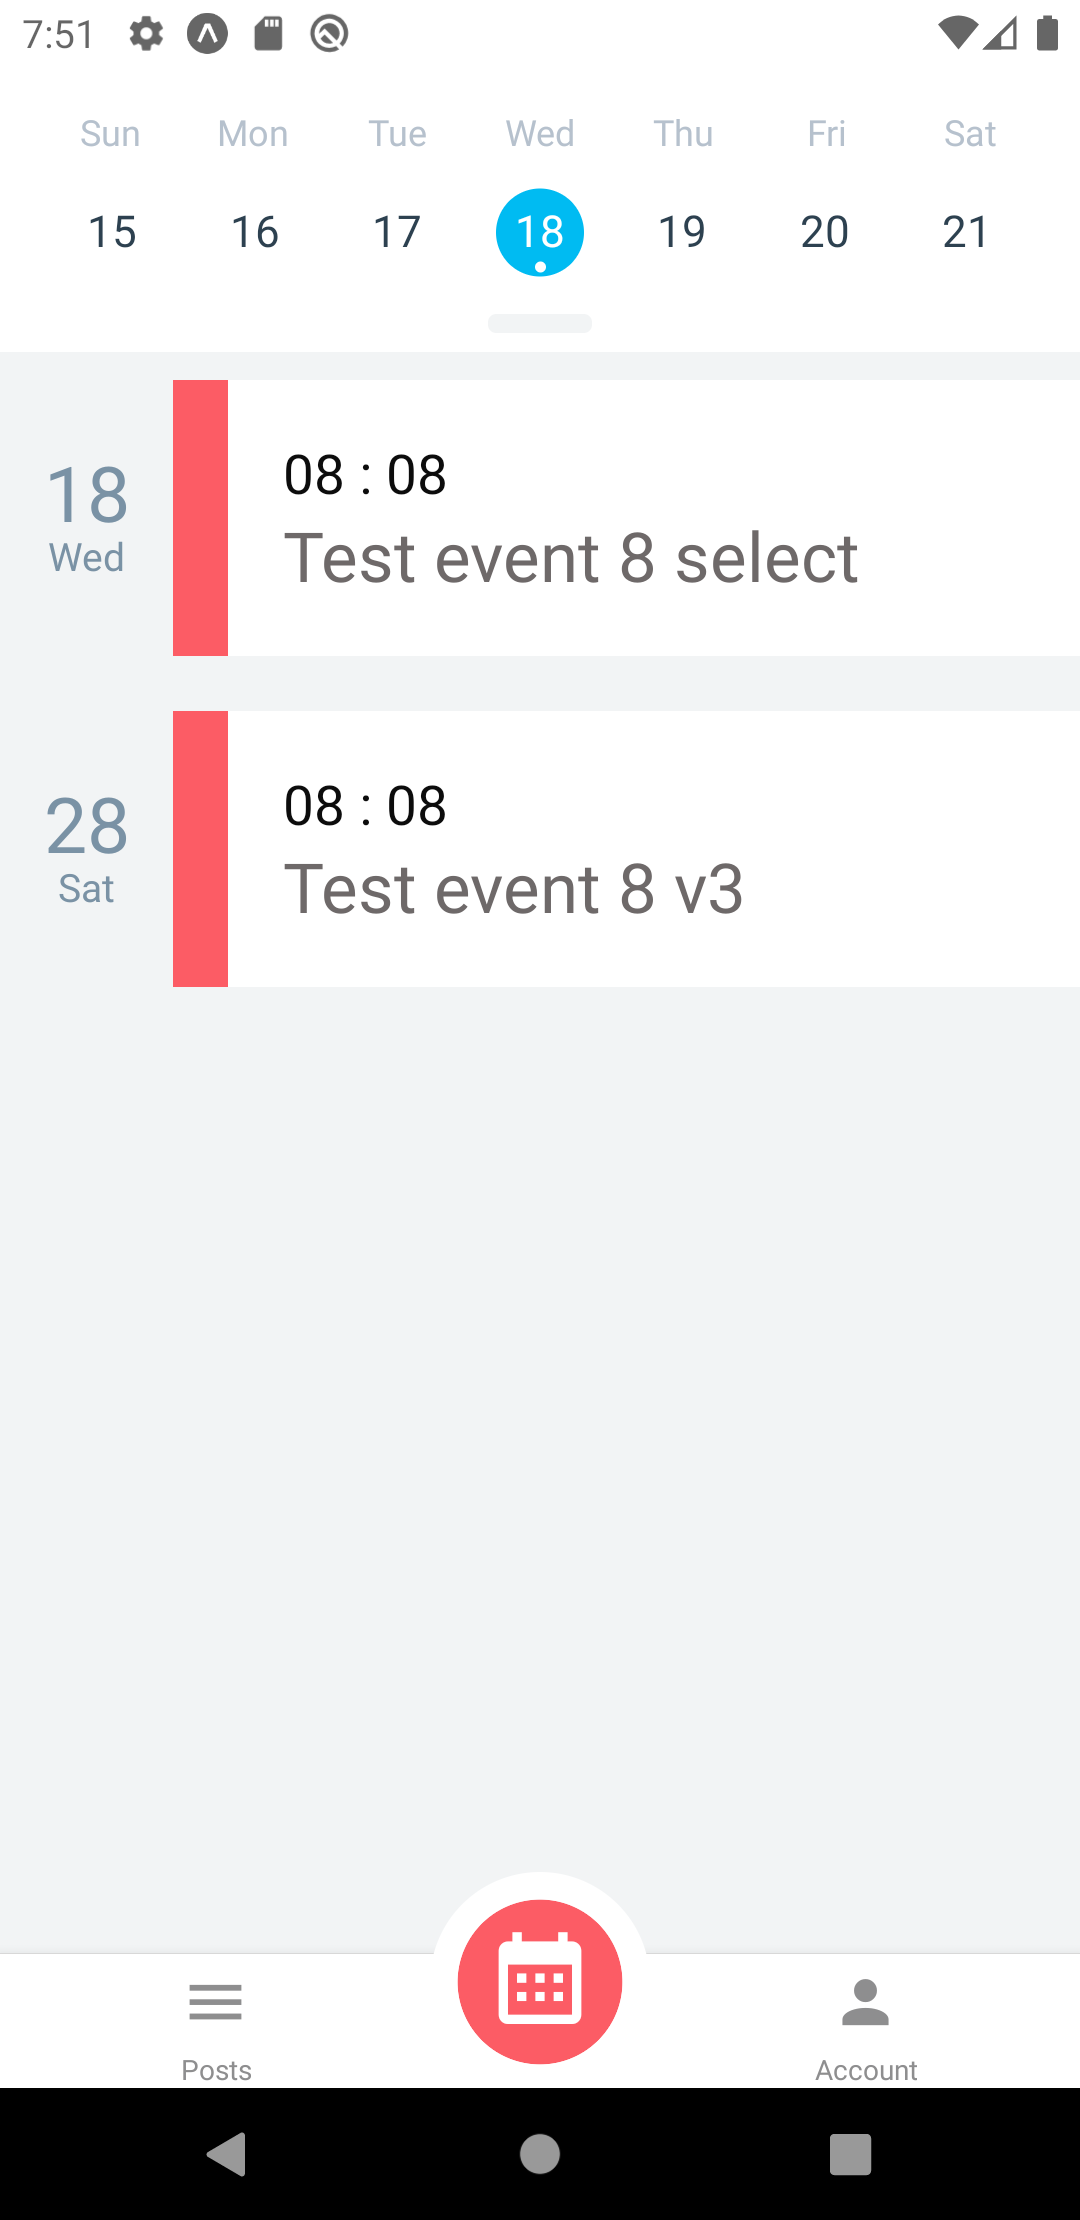 7:51
Sun Mon Tue Wed Thu Fri Sat
15 16 17 18 19 20 21
18
Wed
08 : 08
Test event 8 select
28
Sat
08 : 08
Test event 8 v3
Posts
Account